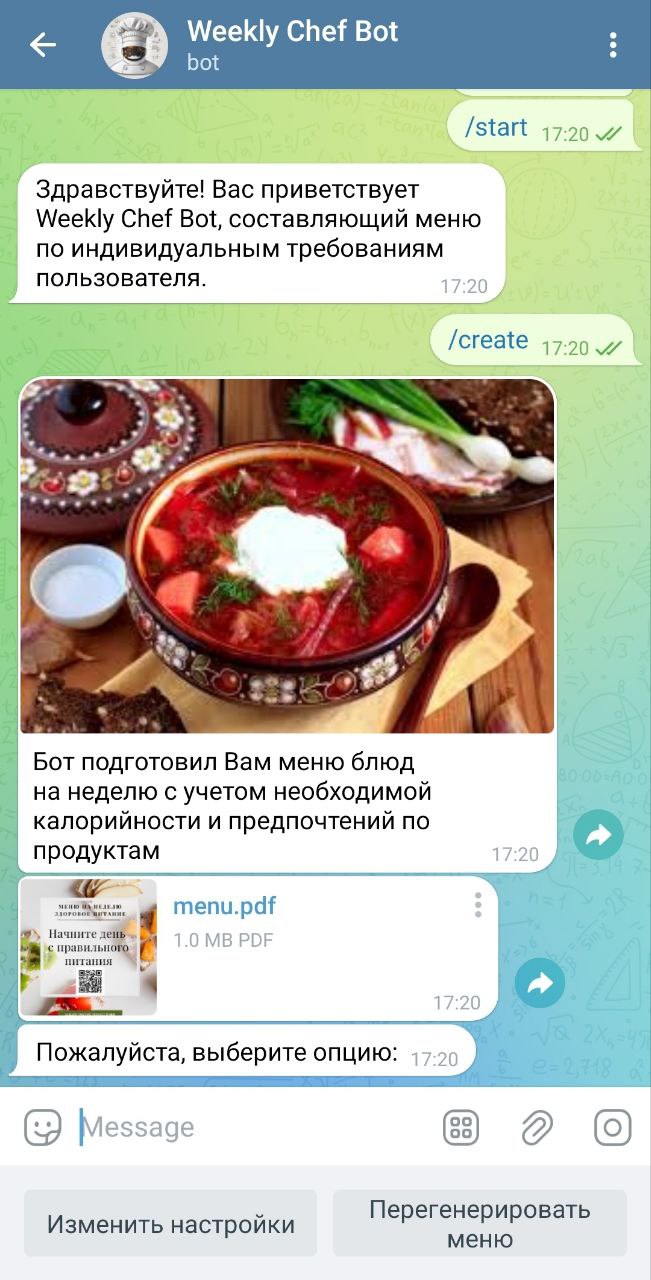 Weekly Chef Bot
bot
/start 17:20
Здравствуйте! Вас приветствует
Weekly Chef Bot, составляющий меню
по индивидуальным требованиям
пользователя.
17:20
/create 17:20
Бот подготовил Вам меню блюд
на неделю с учетом необходимой
калорийности и предпочтений по
продуктам
17:20
МЕНЮ НА НЕДЕЛЮ
ЗДОРОВОЕ ПИТАНИЕ
Начните день
с правильного
питания
menu.pdf
1.0 MB PDF
17:20
Пожалуйста, выберите опцию: 17:20
Message
Изменить настройки
Перегенерировать
меню